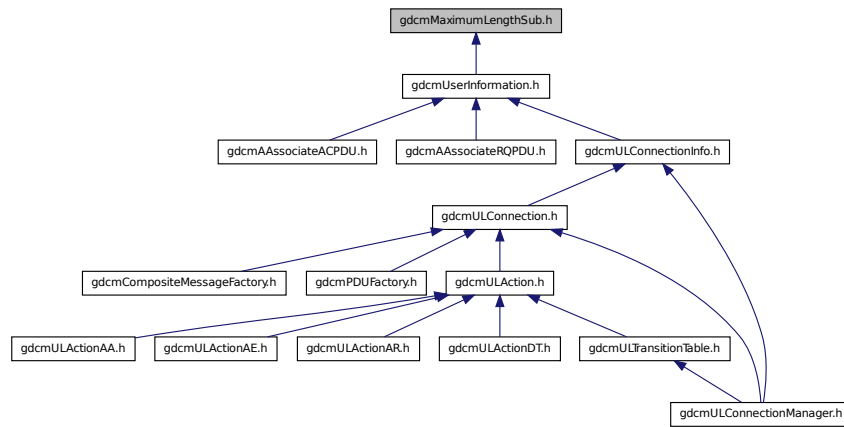 gdcmMaximumLengthSub.h
gdcmUserInformation.h
gdcmAAssociateACPDU.h
gdcmAAssociateRQPDU.h
gdcmULConnectionInfo.h
gdcmULConnection.h
gdcmCompositeMessageFactory.h
gdcmPDUFactory.h
gdcmULAction.h
gdcmULActionAA.h
gdcmULActionAE.h
gdcmULActionAR.h
gdcmULActionDT.h
gdcmULTransitionTable.h
gdcmULConnectionManager.h